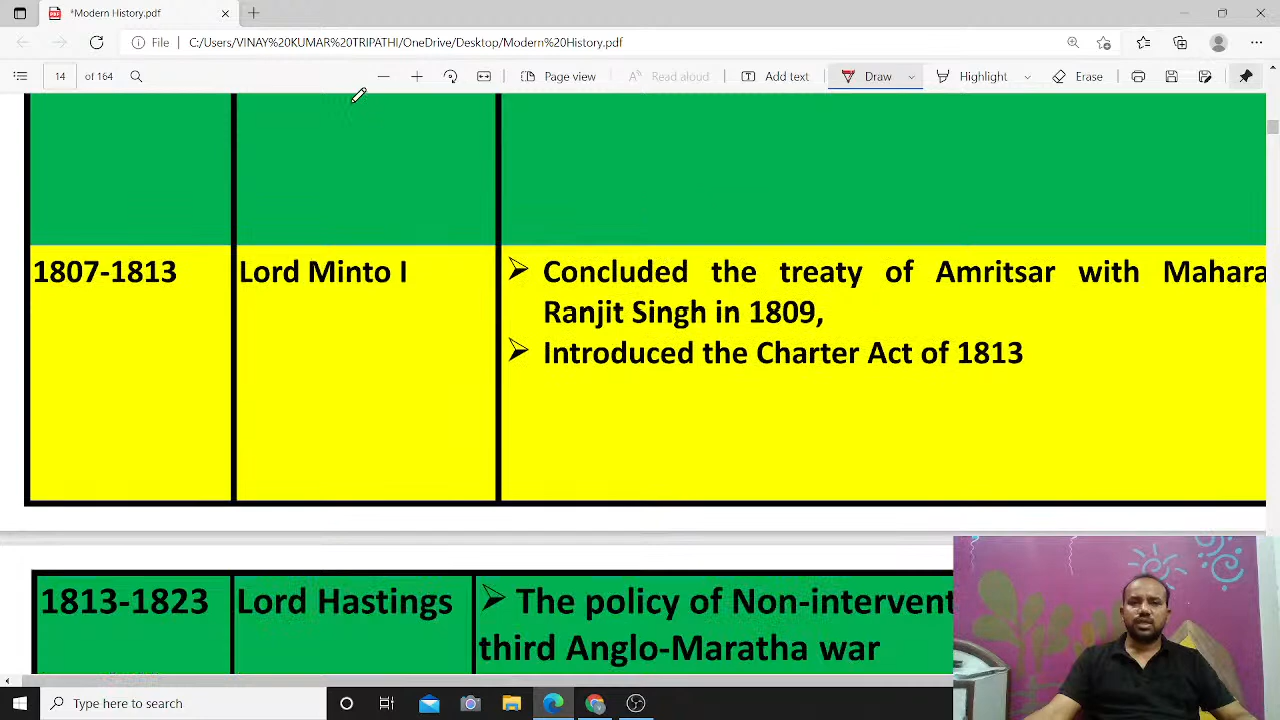 *Modern History.pdf
File
C:/Users/VINAY%20KUMAR%20TRIPATHI/OneDrive/Desktop/Modern%20History.pdf
14 of 164
Page view
Read aloud
Add text
Draw
Highlight
Erase
1807-1813
Lord Minto I
➢ Concluded the treaty of Amritsar with Mahara
Ranjit Singh in 1809,
➢ Introduced the Charter Act of 1813
1813-1823
Lord Hastings
➢ The policy of Non-intervent
third Anglo-Maratha war
Type here to search